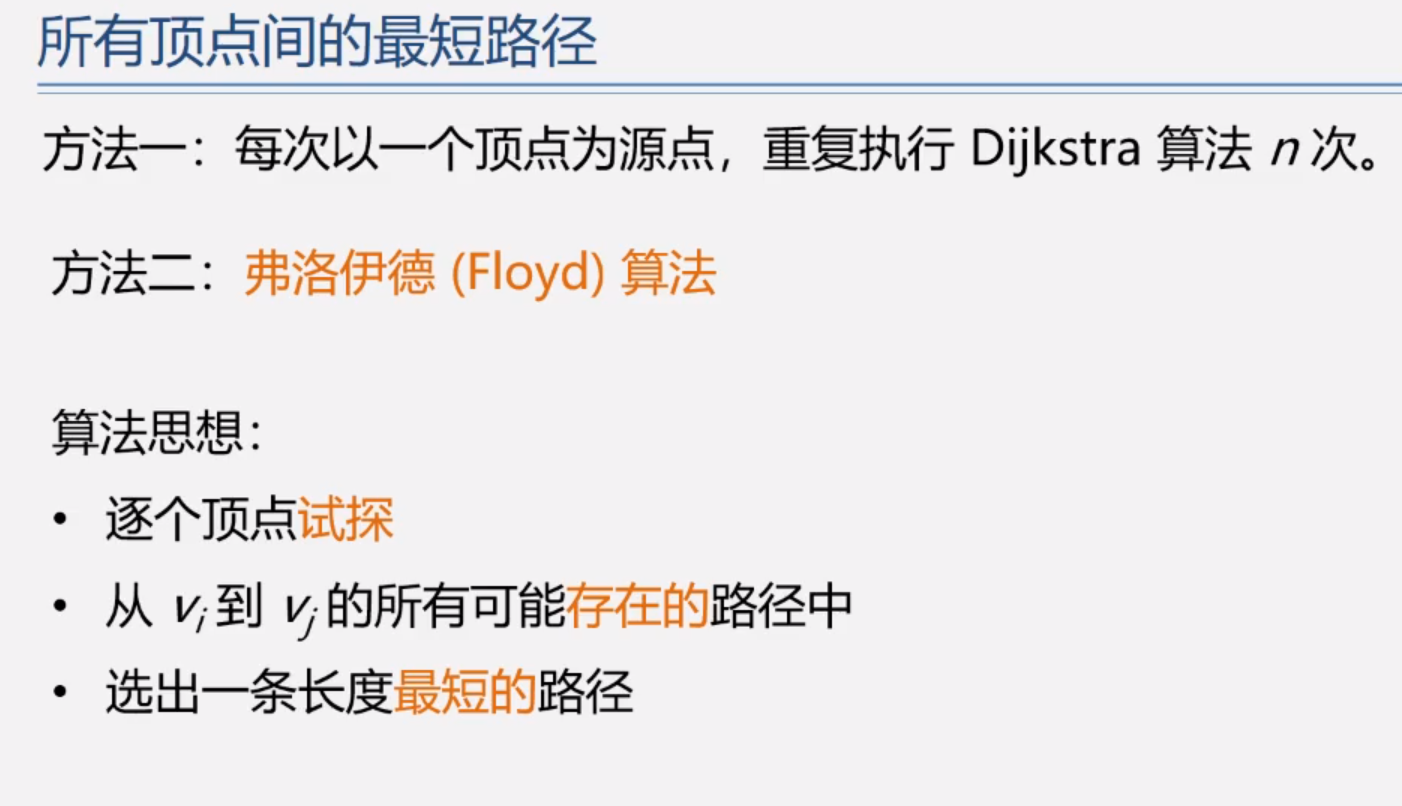 所有顶点间的最短路径
方法一：每次以一个顶点为源点，重复执行 Dijkstra 算法 n 次。
方法二：弗洛伊德 (Floyd) 算法
算法思想：
• 逐个顶点试探
• 从 vi 到 vj 的所有可能存在的路径中
• 选出一条长度最短的路径